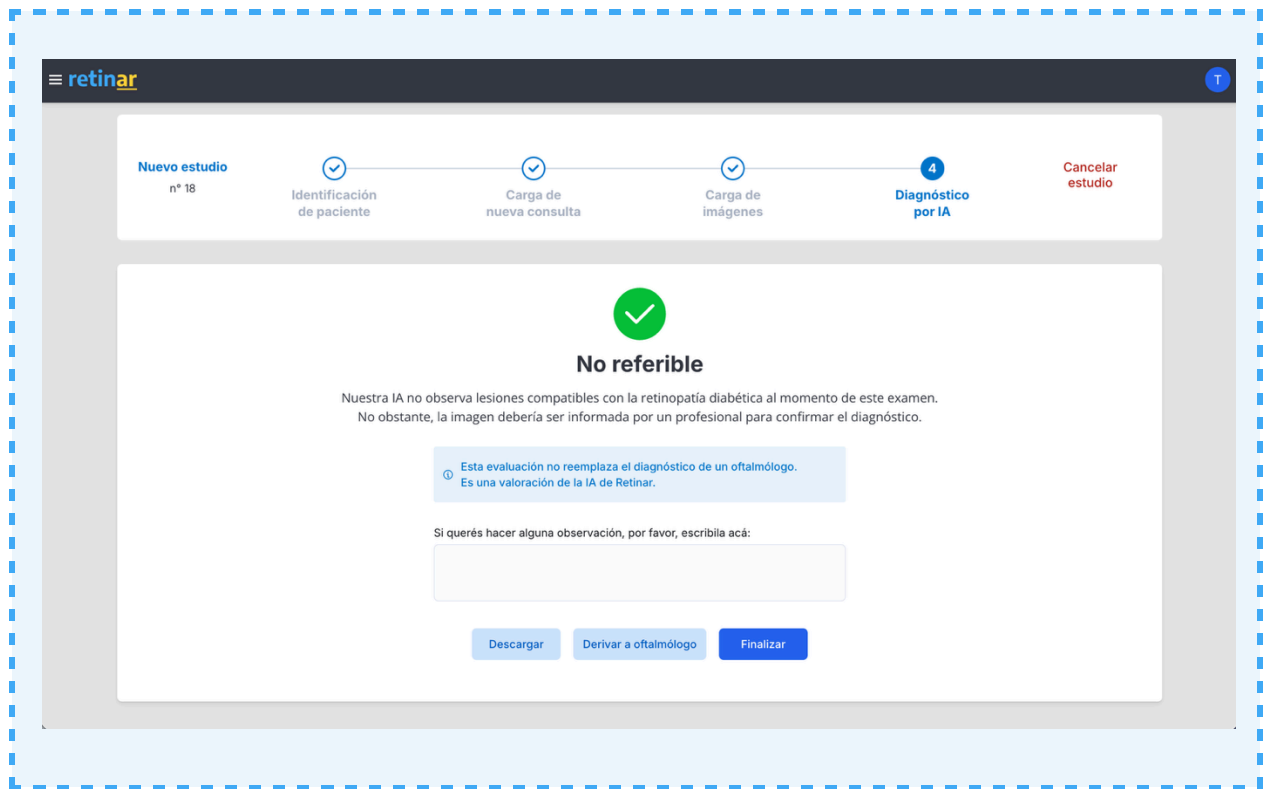 retinar
T
Nuevo estudio
n° 18
Identificación
de paciente
Carga de
nueva consulta
Carga de
imágenes
4
Diagnóstico
por IA
Cancelar
estudio
No referible
Nuestra IA no observa lesiones compatibles con la retinopatía diabética al momento de este examen.
No obstante, la imagen debería ser informada por un profesional para confirmar el diagnóstico.
Esta evaluación no reemplaza el diagnóstico de un oftalmólogo.
Es una valoración de la IA de Retinar.
Si querés hacer alguna observación, por favor, escribila acá:
Descargar
Derivar a oftalmólogo
Finalizar